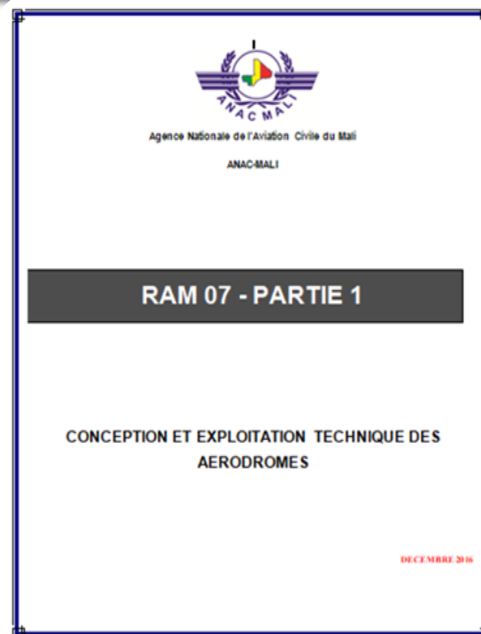 ANAC MALI
Agence Nationale de l'Aviation Civile du Mali
ANAC-MALI
RAM 07 - PARTIE 1
CONCEPTION ET EXPLOITATION TECHNIQUE DES
AERODROMES
DECEMBRE 2016